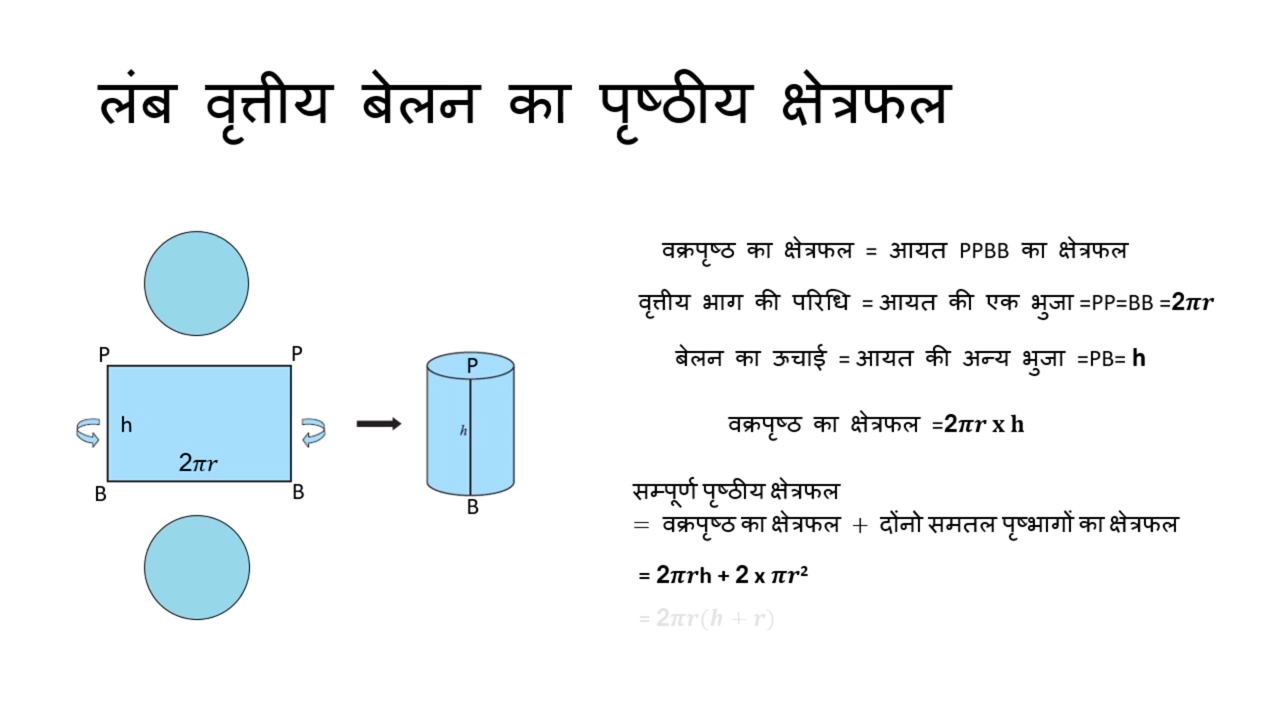 लंब वृत्तीय बेलन का पृष्ठीय क्षेत्रफल
P P
h
2πr
B B
P
h
B
वक्रपृष्ठ का क्षेत्रफल = आयत PPBB का क्षेत्रफल
वृत्तीय भाग की परिधि = आयत की एक भुजा =PP=BB =2πr
बेलन का ऊचाई = आयत की अन्य भुजा =PB= h
वक्रपृष्ठ का क्षेत्रफल =2πr x h
सम्पूर्ण पृष्ठीय क्षेत्रफल
= वक्रपृष्ठ का क्षेत्रफल + दोंनो समतल पृष्भागों का क्षेत्रफल
= 2πrh + 2 x πr²
= 2πr(h + r)